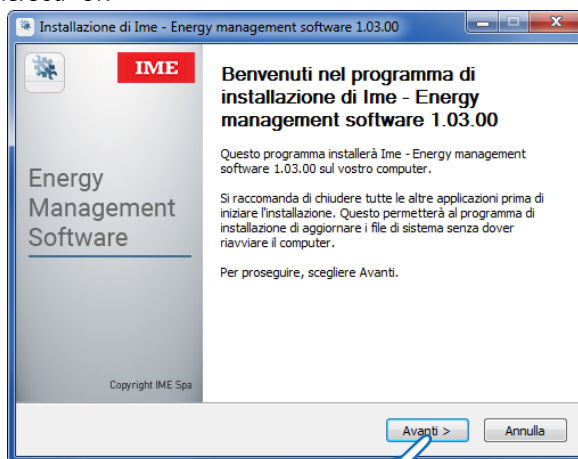 Installazione di Ime - Energy management software 1.03.00
IME
Benvenuti nel programma di
installazione di Ime - Energy
management software 1.03.00
Questo programma installerà Ime - Energy management
software 1.03.00 sul vostro computer.
Si raccomanda di chiudere tutte le altre applicazioni prima di
iniziare l'installazione. Questo permetterà al programma di
installazione di aggiornare i file di sistema senza dover
riavviare il computer.
Per proseguire, scegliere Avanti.
Energy
Management
Software
Copyright IME Spa
Avanti >
Annulla